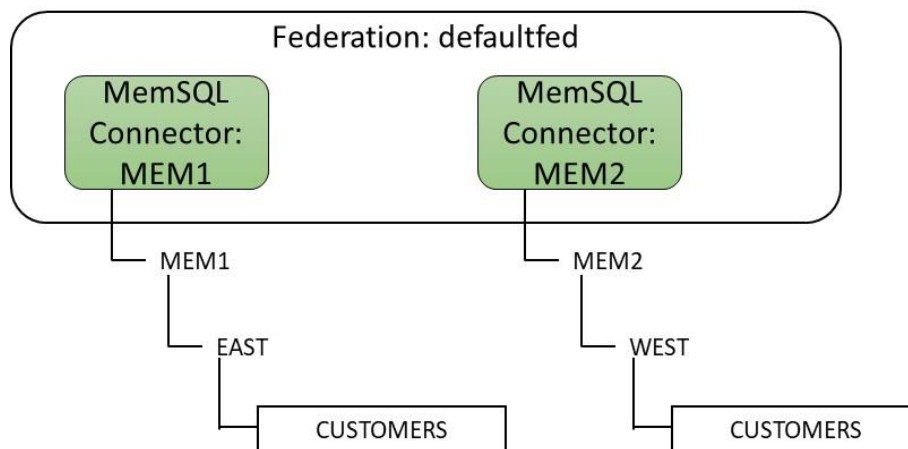 Federation: defaultfed
MemSQL
Connector:
MEM1
MemSQL
Connector:
MEM2
MEM1
MEM2
EAST
WEST
CUSTOMERS
CUSTOMERS